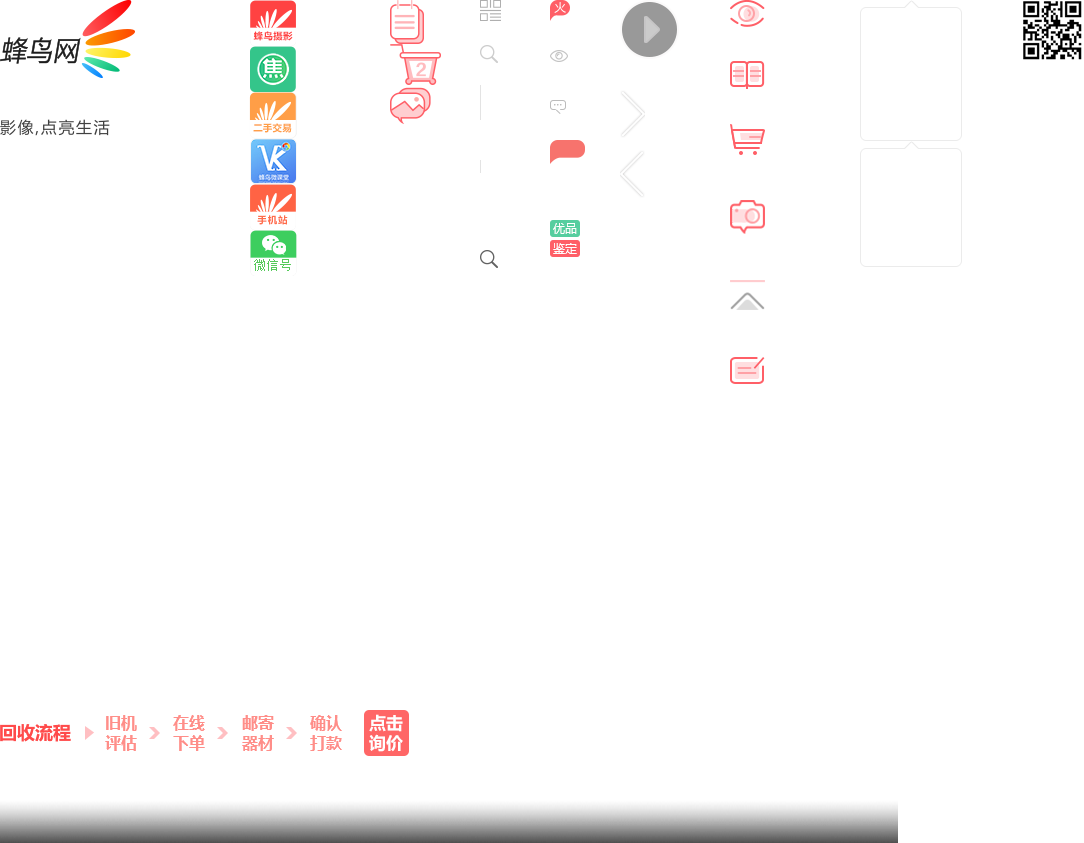 蜂鸟网
影像,点亮生活
蜂鸟摄影
焦
二手交易
VK
蜂鸟微课堂
手机站
微信号
2
火
优品
鉴定
回收流程
旧机
评估
在线
下单
邮寄
器材
确认
打款
点击
询价